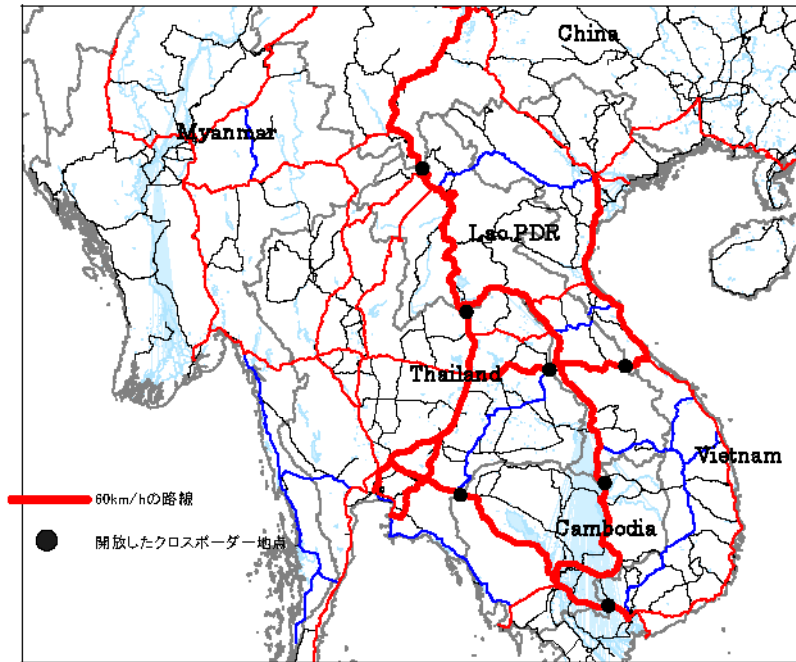 China
Myanmar
Lao PDR
Thailand
Vietnam
60km/hの路線
Cambodia
開放したクロスボーダー地点